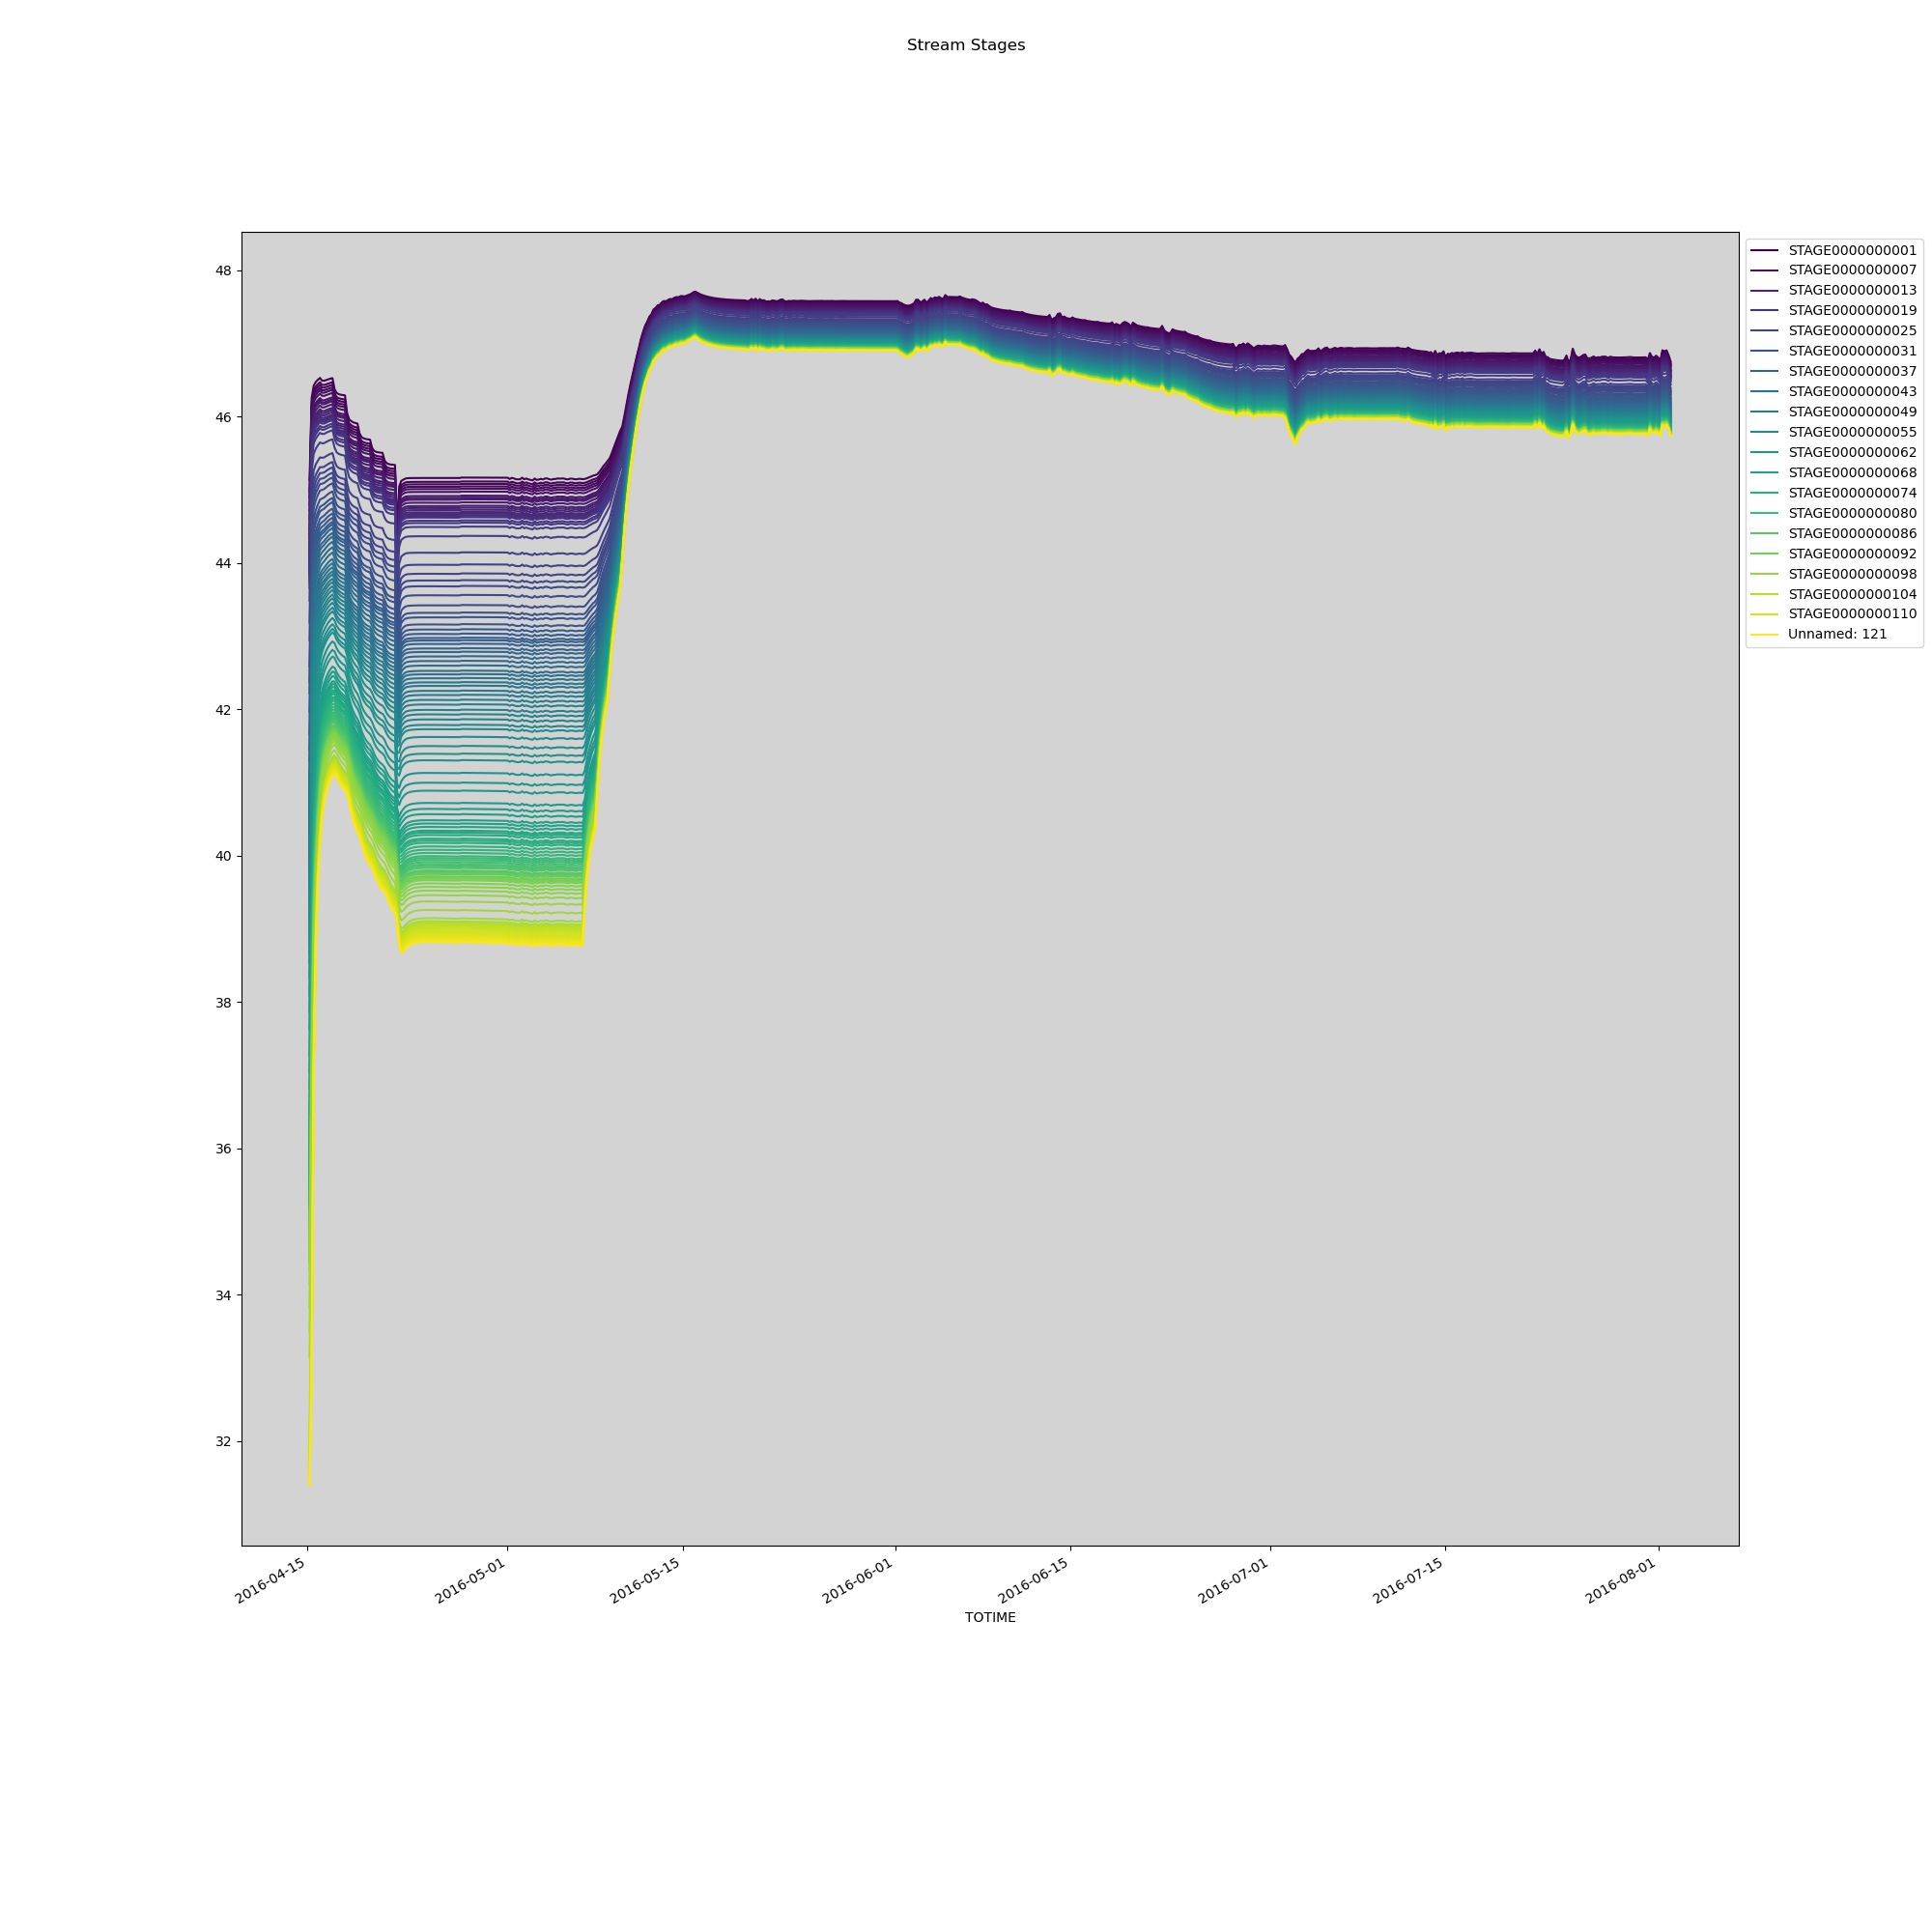 Stream Stages
48
46
44
42
40
38
36
34
32
2016-04-15
2016-05-01
2016-05-15
2016-06-01
2016-06-15
2016-07-01
2016-07-15
2016-08-01
TOTIME
STAGE0000000001
STAGE0000000007
STAGE0000000013
STAGE0000000019
STAGE0000000025
STAGE0000000031
STAGE0000000037
STAGE0000000043
STAGE0000000049
STAGE0000000055
STAGE0000000062
STAGE0000000068
STAGE0000000074
STAGE0000000080
STAGE0000000086
STAGE0000000092
STAGE0000000098
STAGE0000000104
STAGE0000000110
Unnamed: 121